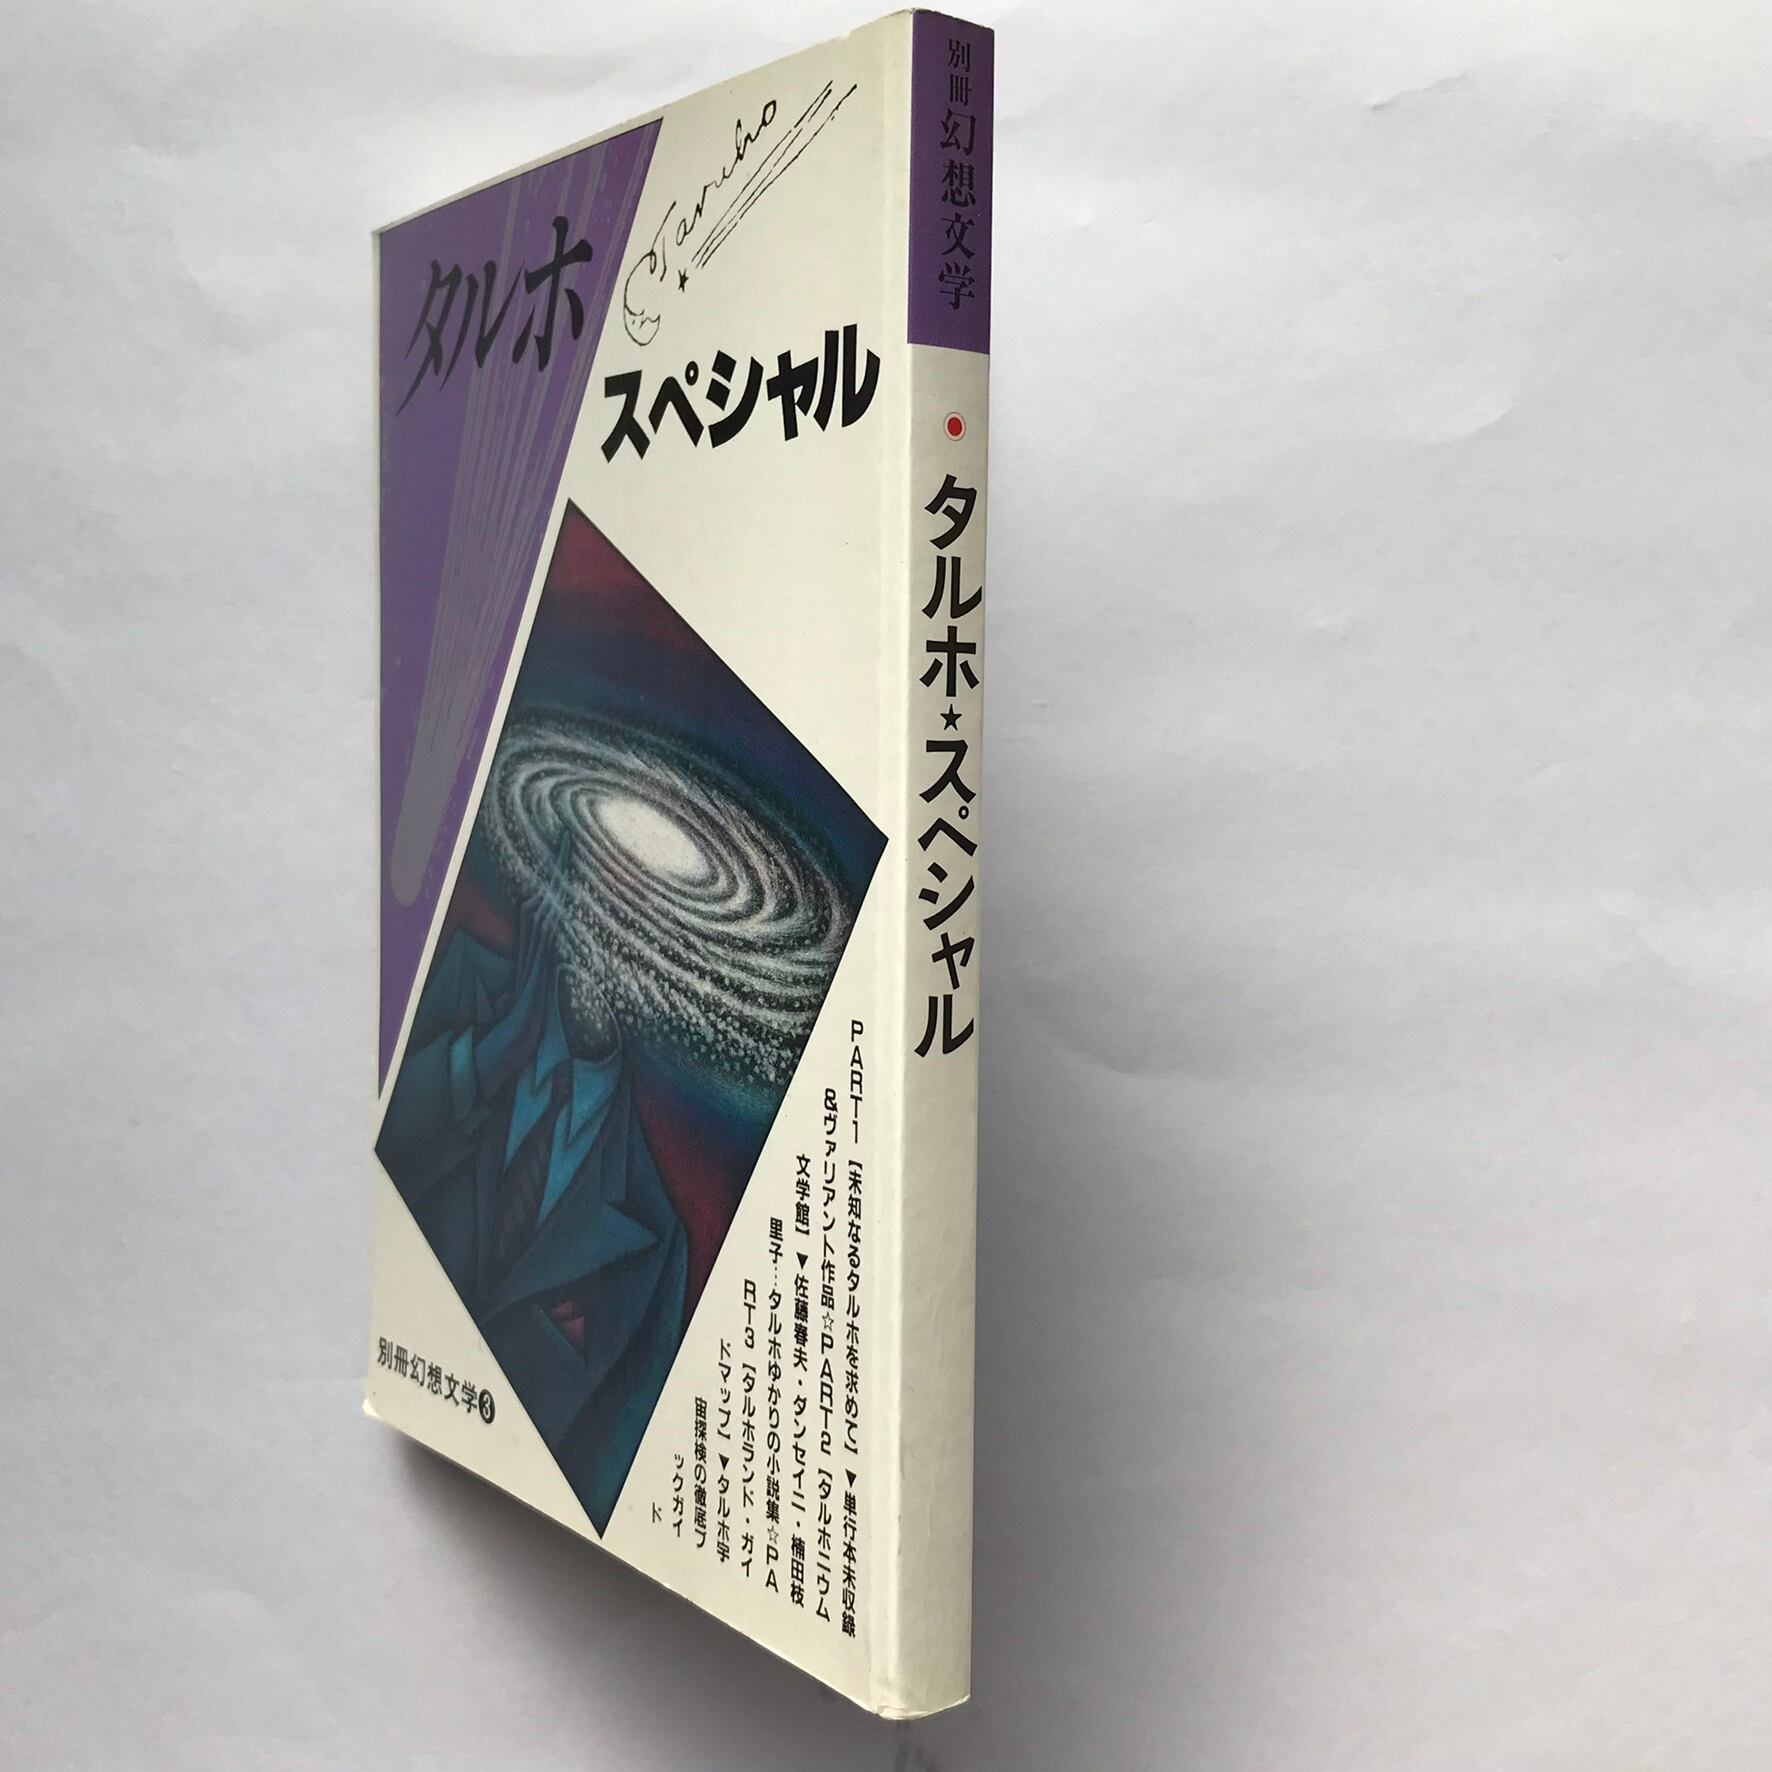 タルホ
Taruho
スペシャル
PART1【未知なるタルホを求めて】▼単行本未収録
&ヴァリアント作品☆PART2【タルホニウム
文学館】▼佐藤春夫・ダンセイニ・楠田枝
里子…タルホゆかりの小説集☆PA
RT3【タルホランド・ガイ
ドマップ】▼タルホ宇
宙探検の徹底ブ
ックガイ
ド
別冊幻想文学❸
別冊幻想文学
タルホ☆スペシャル